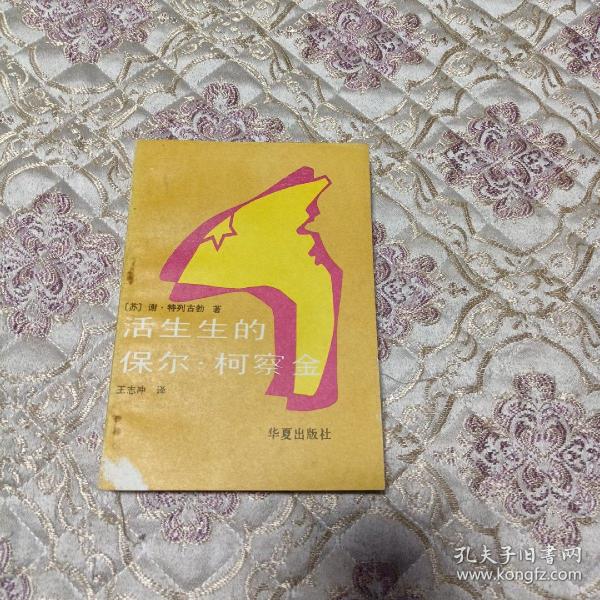 [苏] 谢·特列古勃 著
活生生的
保尔·柯察金
王志冲 译
华夏出版社
孔夫子旧书网
www.kongfz.com